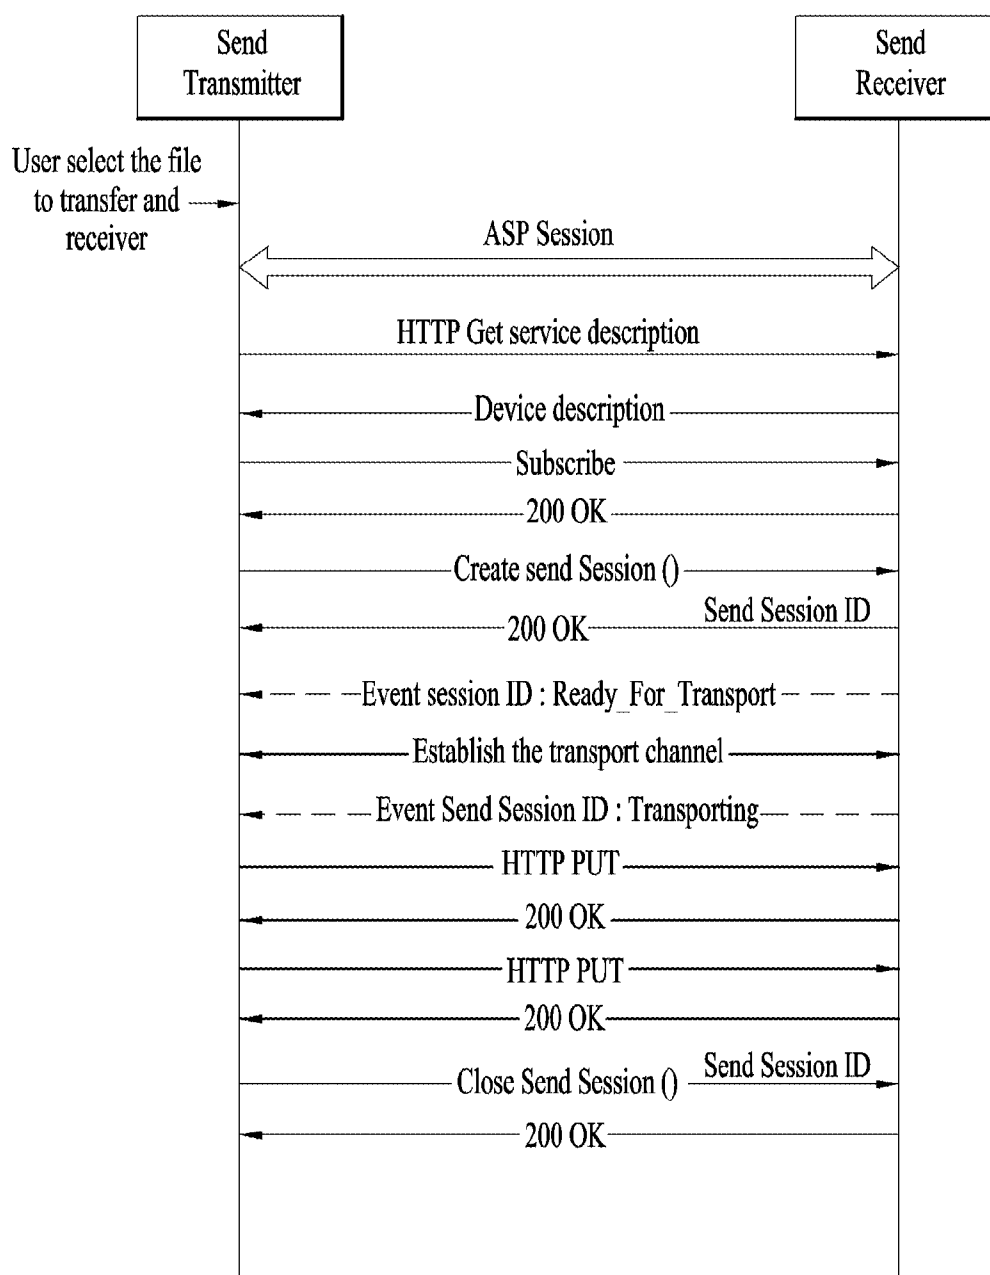 Send
Transmitter
Send
Receiver
User select the file
to transfer and
receiver
ASP Session
HTTP Get service description
Device description
Subscribe
200 OK
Create send Session ()
Send Session ID
200 OK
Event session ID : Ready_For_Transport
Establish the transport channel
Event Send Session ID : Transporting
HTTP PUT
200 OK
HTTP PUT
200 OK
Send Session ID
Close Send Session ()
200 OK